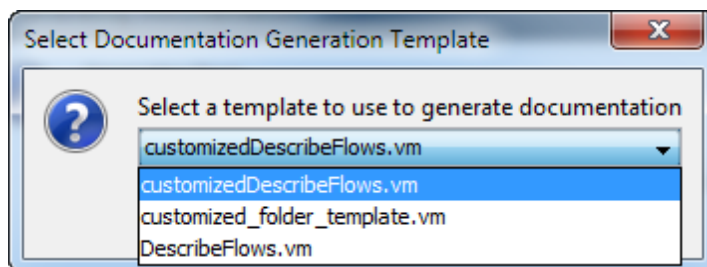 Select Documentation Generation Template
Select a template to use to generate documentation
customizedDescribeFlows.vm
customizedDescribeFlows.vm
customized_folder_template.vm
DescribeFlows.vm